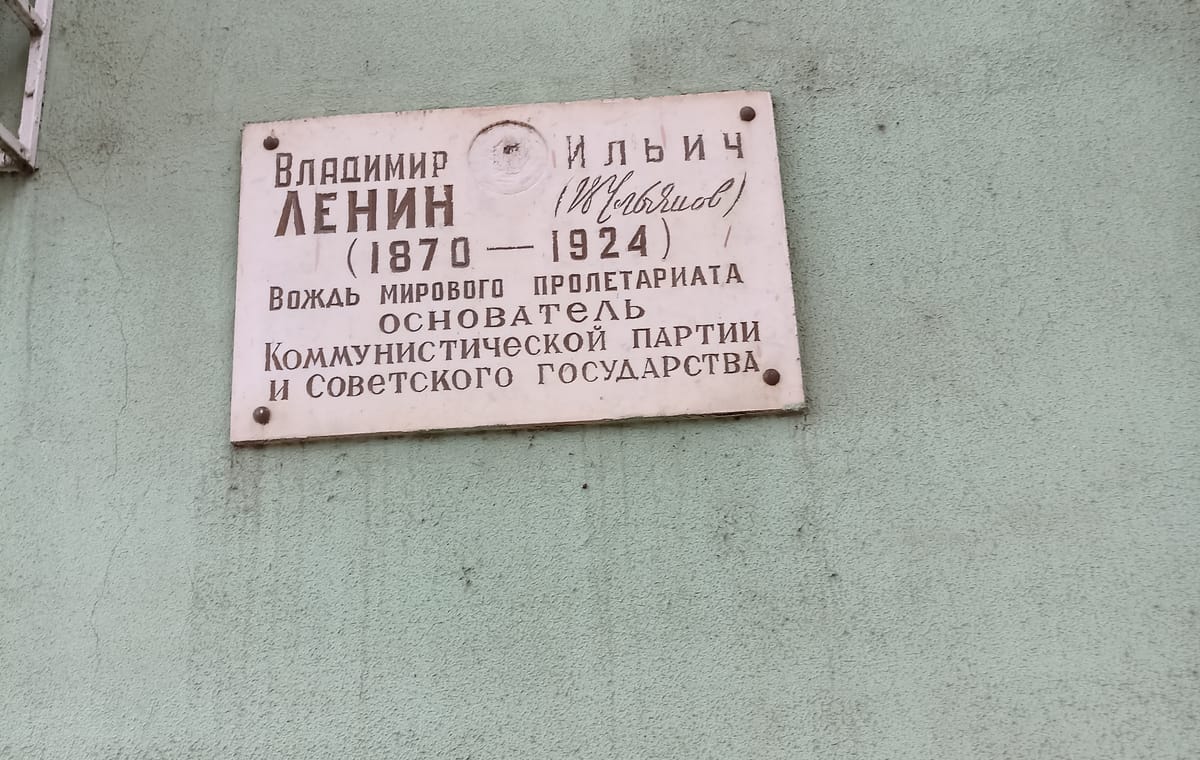 Владимир Ильич
ЛЕНИН (В Ульянов)
(1870 — 1924)
Вождь мирового пролетариата
основатель
Коммунистической партии
и Советского государства